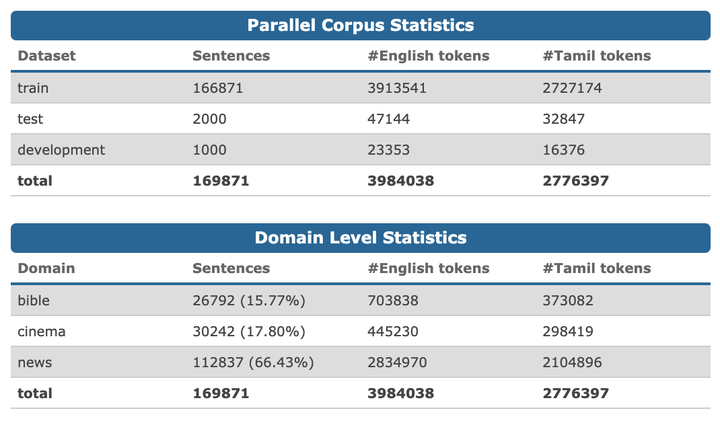 Parallel Corpus Statistics
Dataset Sentences #English tokens #Tamil tokens
train 166871 3913541 2727174
test 2000 47144 32847
development 1000 23353 16376
total 169871 3984038 2776397
Domain Level Statistics
Domain Sentences #English tokens #Tamil tokens
bible 26792 (15.77%) 703838 373082
cinema 30242 (17.80%) 445230 298419
news 112837 (66.43%) 2834970 2104896
total 169871 3984038 2776397